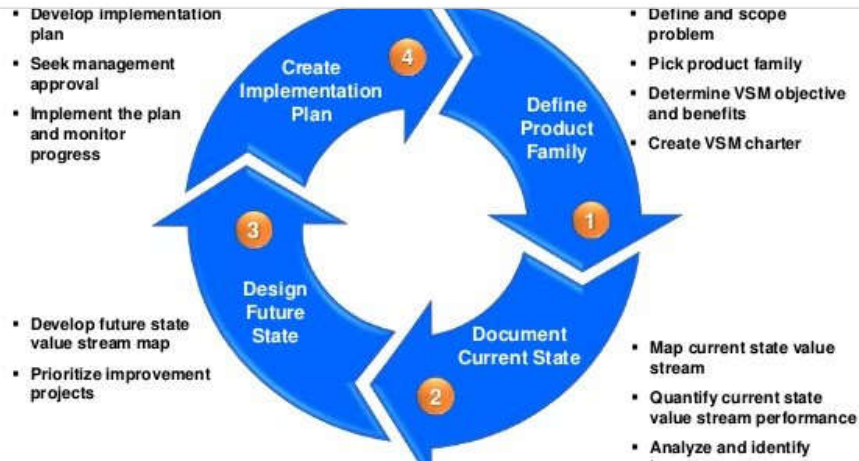 ▪ Develop implementation
plan
▪ Seek management
approval
▪ Implement the plan
and monitor
progress
4
Create
Implementation
Plan
▪ Define and scope
problem
▪ Pick product family
▪ Determine VSM objective
and benefits
▪ Create VSM charter
Define
Product
Family
1
3
Design
Future
State
▪ Develop future state
value stream map
▪ Prioritize improvement
projects
Document
Current State
2
▪ Map current state value
stream
▪ Quantify current state
value stream performance
▪ Analyze and identify